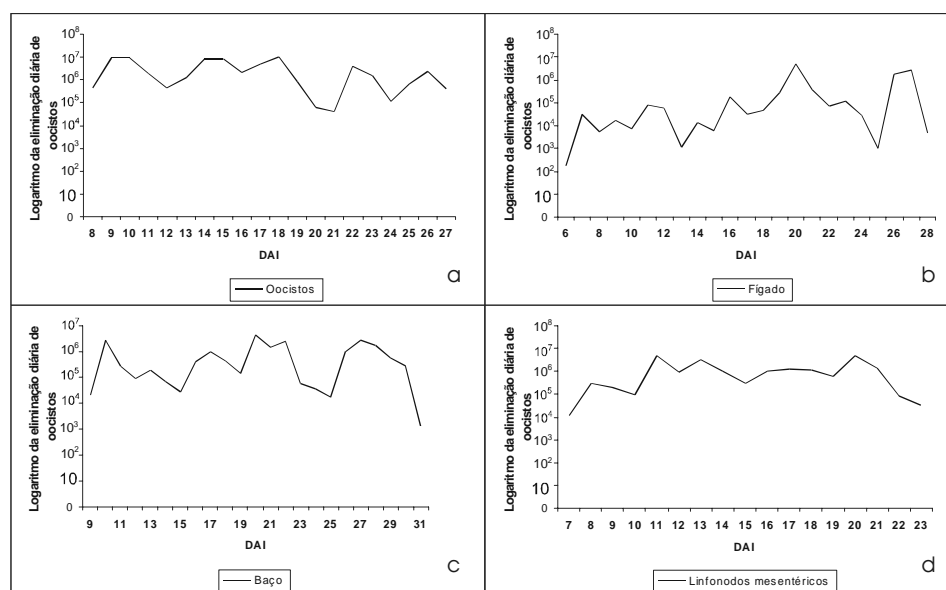 Logaritmo da eliminação diária de
oocistos
10⁸
10⁷
10⁶
10⁵
10⁴
10³
10²
10
0
8 9 10 11 12 13 14 15 16 17 18 19 20 21 22 23 24 25 26 27
DAI
Oocistos
a
Logaritmo da eliminação diária de
oocistos
10⁸
10⁷
10⁶
10⁵
10⁴
10³
10²
10
0
6 8 10 12 14 16 18 20 22 24 26 28
DAI
Fígado
b
Logaritmo da eliminação diária de
oocistos
10⁷
10⁶
10⁵
10⁴
10³
10²
10
0
9 11 13 15 17 19 21 23 25 27 29 31
DAI
Baço
c
Logaritmo da eliminação diária de
oocistos
10⁸
10⁷
10⁶
10⁵
10⁴
10³
10²
10
0
7 8 9 10 11 12 13 14 15 16 17 18 19 20 21 22 23
DAI
Linfonodos mesentéricos
d